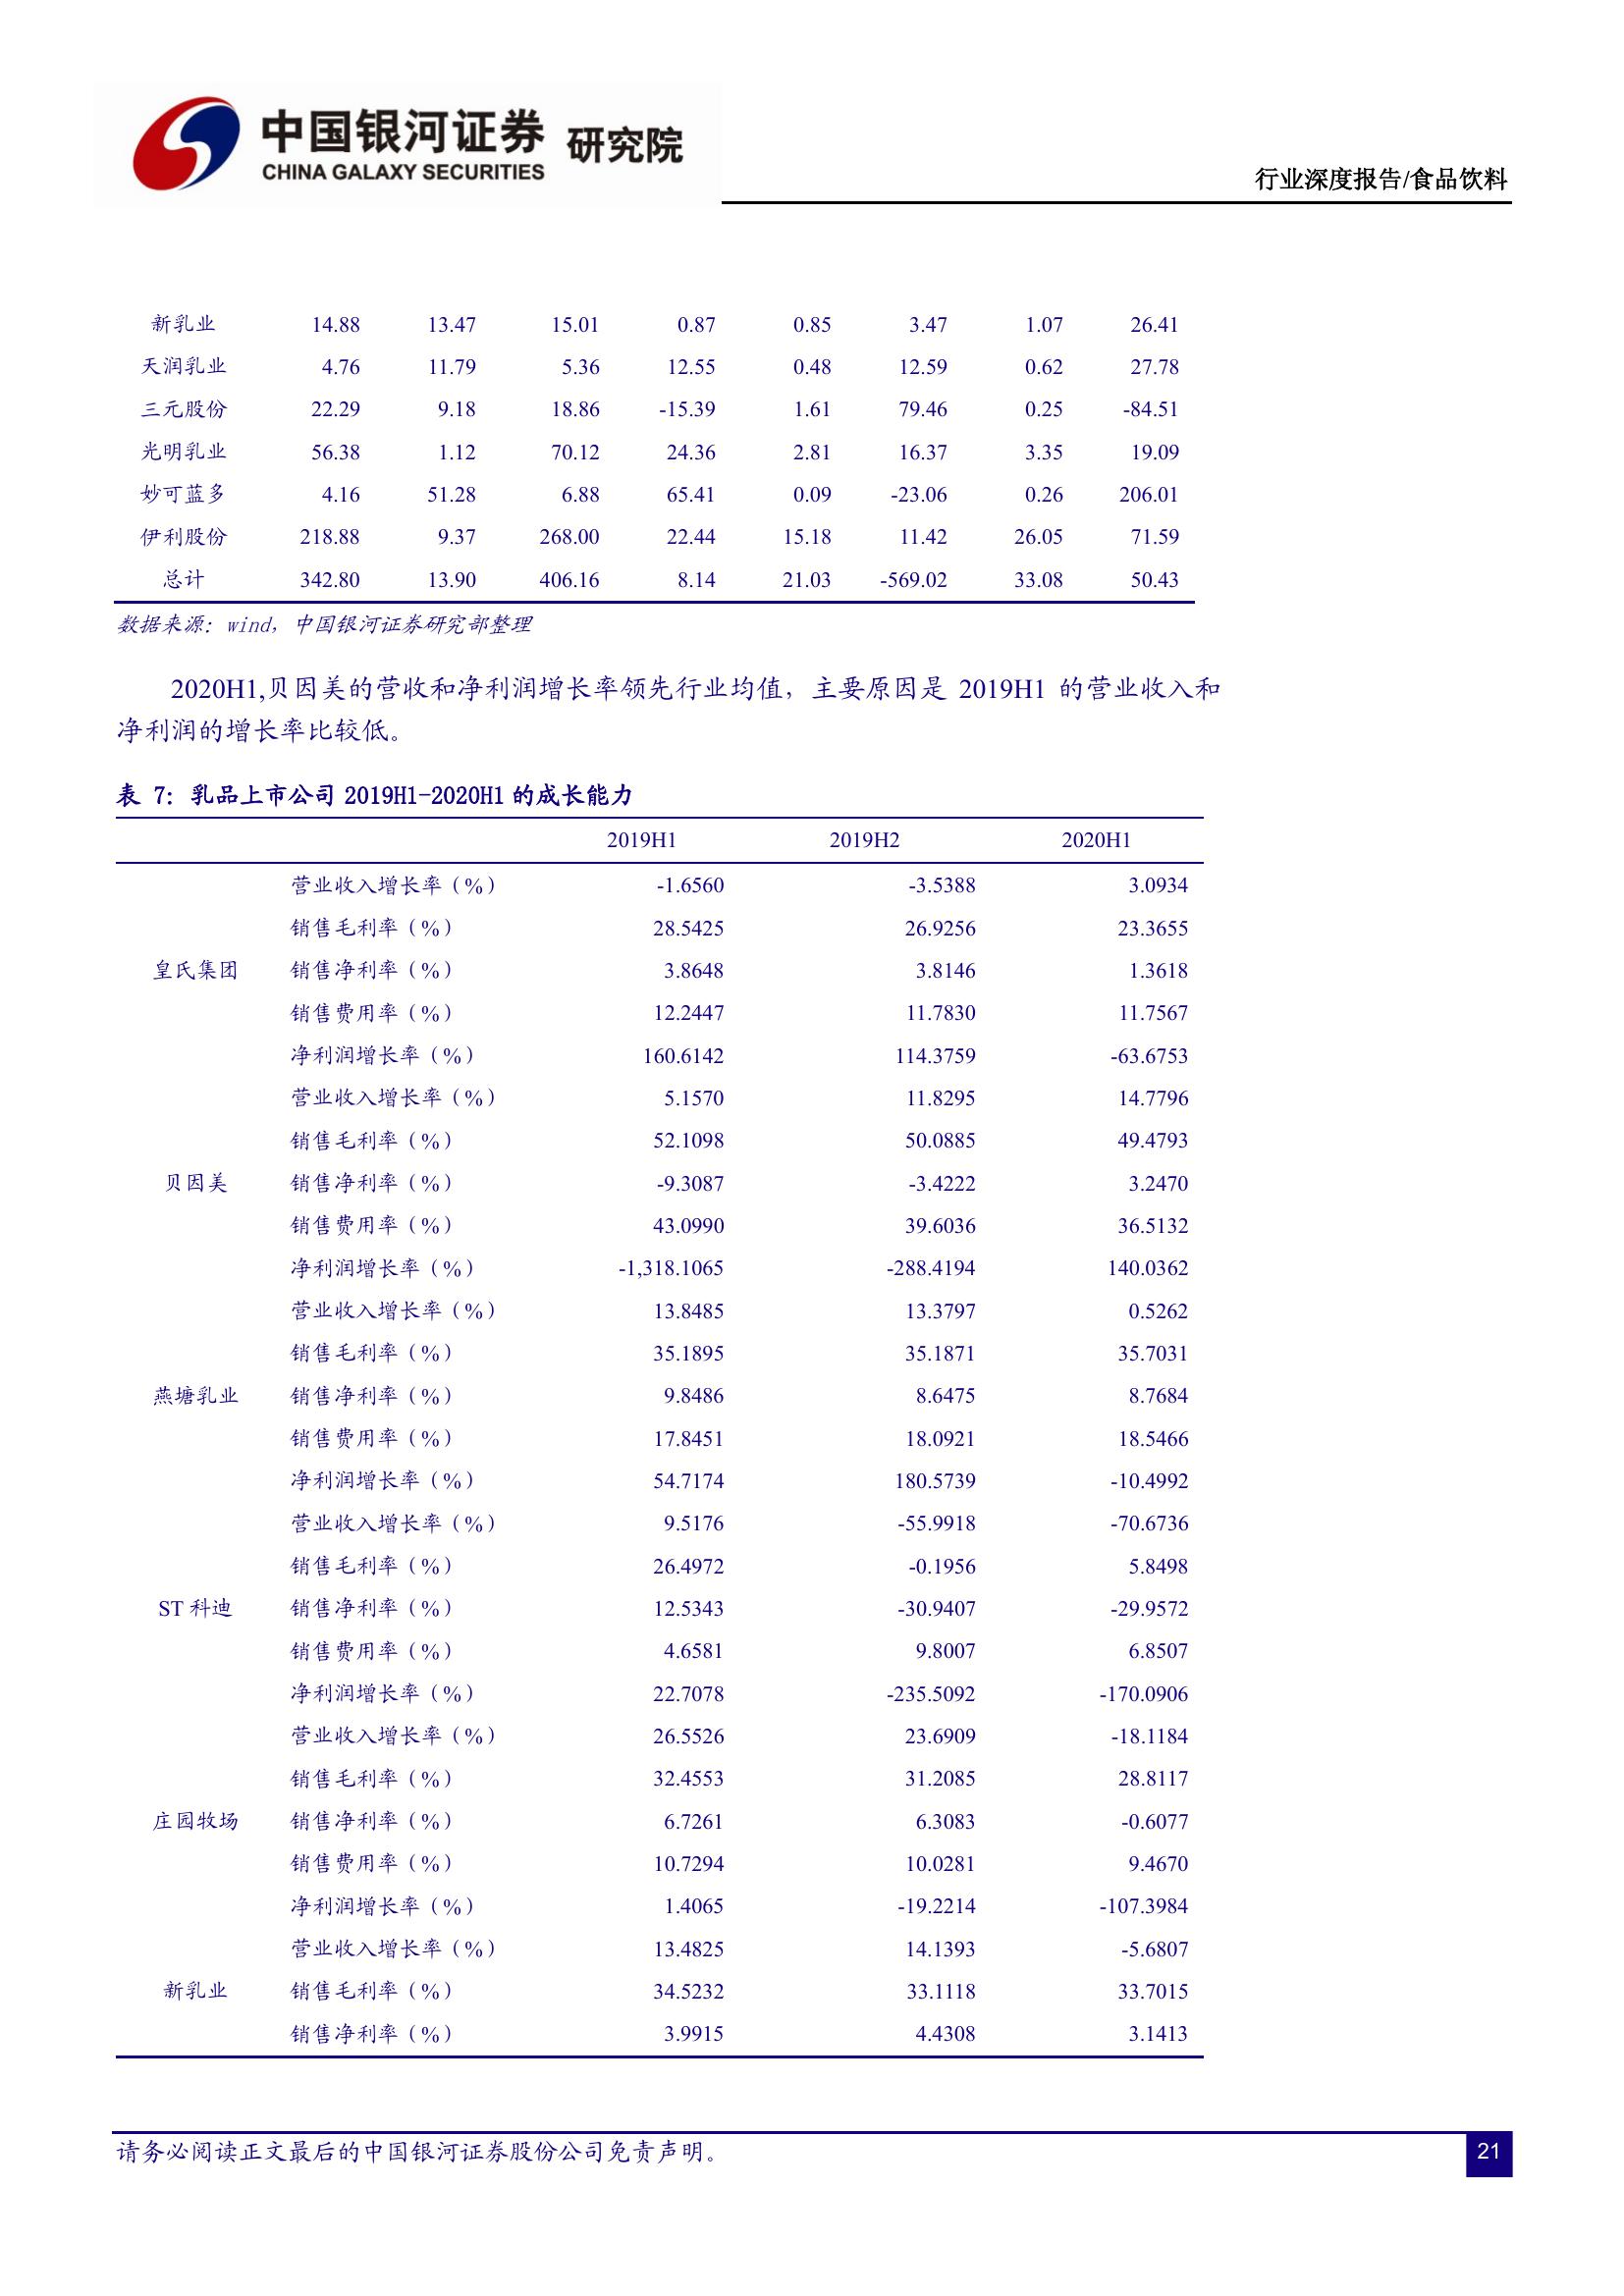 中国银河证券 研究院
CHINA GALAXY SECURITIES
行业深度报告/食品饮料
新乳业 14.88 13.47 15.01 0.87 0.85 3.47 1.07 26.41
天润乳业 4.76 11.79 5.36 12.55 0.48 12.59 0.62 27.78
三元股份 22.29 9.18 18.86 -15.39 1.61 79.46 0.25 -84.51
光明乳业 56.38 1.12 70.12 24.36 2.81 16.37 3.35 19.09
妙可蓝多 4.16 51.28 6.88 65.41 0.09 -23.06 0.26 206.01
伊利股份 218.88 9.37 268.00 22.44 15.18 11.42 26.05 71.59
总计 342.80 13.90 406.16 8.14 21.03 -569.02 33.08 50.43
数据来源：wind，中国银河证券研究部整理
2020H1,贝因美的营收和净利润增长率领先行业均值，主要原因是 2019H1 的营业收入和
净利润的增长率比较低。
表 7：乳品上市公司 2019H1-2020H1 的成长能力
2019H1 2019H2 2020H1
营业收入增长率（%） -1.6560 -3.5388 3.0934
销售毛利率（%） 28.5425 26.9256 23.3655
皇氏集团 销售净利率（%） 3.8648 3.8146 1.3618
销售费用率（%） 12.2447 11.7830 11.7567
净利润增长率（%） 160.6142 114.3759 -63.6753
营业收入增长率（%） 5.1570 11.8295 14.7796
销售毛利率（%） 52.1098 50.0885 49.4793
贝因美 销售净利率（%） -9.3087 -3.4222 3.2470
销售费用率（%） 43.0990 39.6036 36.5132
净利润增长率（%） -1,318.1065 -288.4194 140.0362
营业收入增长率（%） 13.8485 13.3797 0.5262
销售毛利率（%） 35.1895 35.1871 35.7031
燕塘乳业 销售净利率（%） 9.8486 8.6475 8.7684
销售费用率（%） 17.8451 18.0921 18.5466
净利润增长率（%） 54.7174 180.5739 -10.4992
营业收入增长率（%） 9.5176 -55.9918 -70.6736
销售毛利率（%） 26.4972 -0.1956 5.8498
ST 科迪 销售净利率（%） 12.5343 -30.9407 -29.9572
销售费用率（%） 4.6581 9.8007 6.8507
净利润增长率（%） 22.7078 -235.5092 -170.0906
营业收入增长率（%） 26.5526 23.6909 -18.1184
销售毛利率（%） 32.4553 31.2085 28.8117
庄园牧场 销售净利率（%） 6.7261 6.3083 -0.6077
销售费用率（%） 10.7294 10.0281 9.4670
净利润增长率（%） 1.4065 -19.2214 -107.3984
营业收入增长率（%） 13.4825 14.1393 -5.6807
新乳业 销售毛利率（%） 34.5232 33.1118 33.7015
销售净利率（%） 3.9915 4.4308 3.1413
请务必阅读正文最后的中国银河证券股份公司免责声明。
21